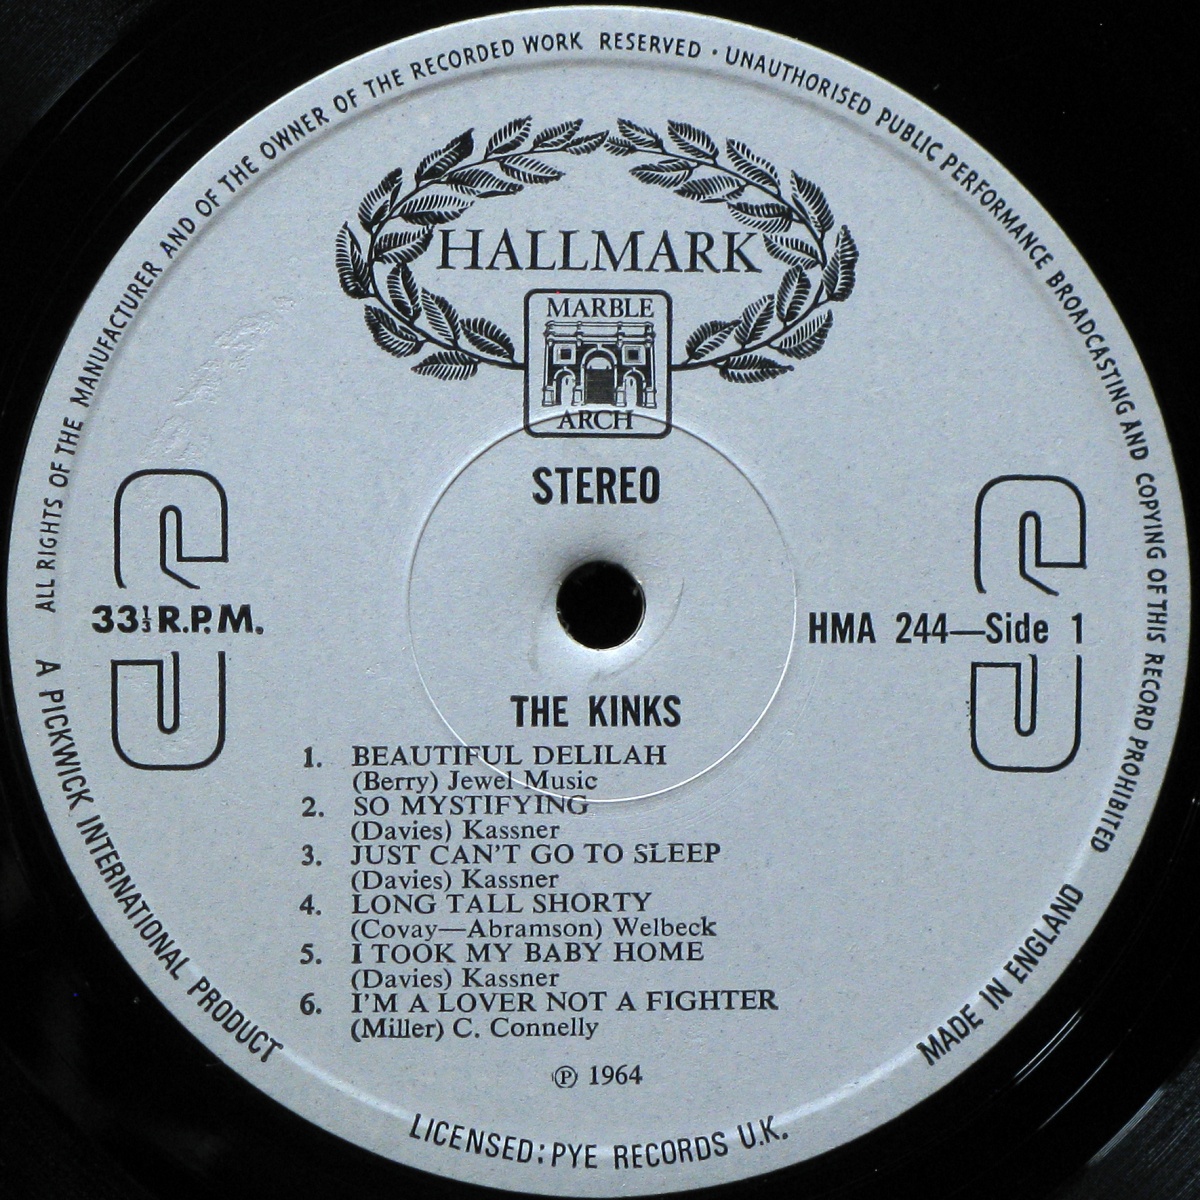 ALL RIGHTS OF THE MANUFACTURER AND OF THE OWNER OF THE RECORDED WORK RESERVED · UNAUTHORISED PUBLIC PERFORMANCE BROADCASTING AND COPYING OF THIS RECORD PROHIBITED
HALLMARK
MARBLE
ARCH
STEREO
33⅓ R.P.M.
HMA 244—Side 1
THE KINKS
1. BEAUTIFUL DELILAH
(Berry) Jewel Music
2. SO MYSTIFYING
(Davies) Kassner
3. JUST CAN'T GO TO SLEEP
(Davies) Kassner
4. LONG TALL SHORTY
(Covay—Abramson) Welbeck
5. I TOOK MY BABY HOME
(Davies) Kassner
6. I'M A LOVER NOT A FIGHTER
(Miller) C. Connelly
℗ 1964
A PICKWICK INTERNATIONAL PRODUCT
LICENSED: PYE RECORDS U.K.
MADE IN ENGLAND